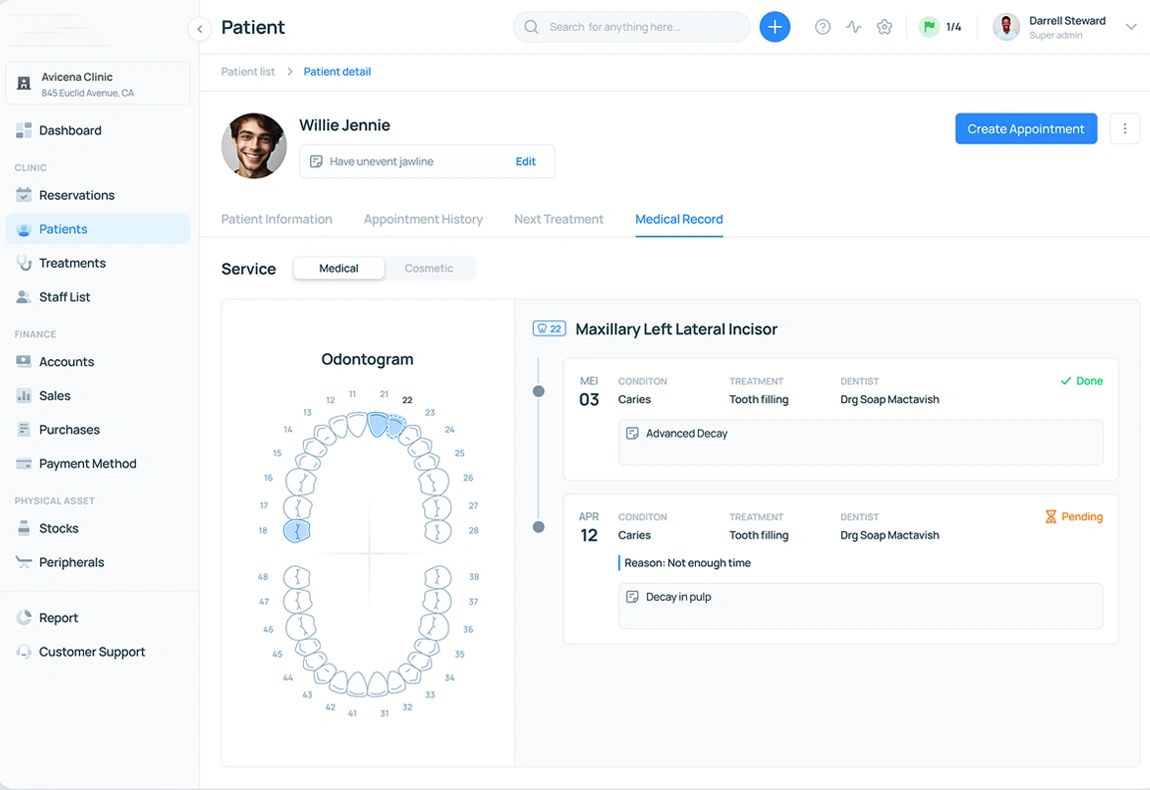 Patient
Search for anything here...
1/4
Darrell Steward
Super admin
Avicena Clinic
845 Euclid Avenue, CA
Dashboard
CLINIC
Reservations
Patients
Treatments
Staff List
FINANCE
Accounts
Sales
Purchases
Payment Method
PHYSICAL ASSET
Stocks
Peripherals
Report
Customer Support
Patient list
Patient detail
Willie Jennie
Have unevent jawline
Edit
Create Appointment
Patient Information
Appointment History
Next Treatment
Medical Record
Service
Medical
Cosmetic
Odontogram
11
21
12
22
13
23
14
24
15
25
16
26
17
27
18
28
48
38
47
37
46
36
45
35
44
34
43
33
42
32
41
31
22
Maxillary Left Lateral Incisor
MEI
03
CONDITON
Caries
TREATMENT
Tooth filling
DENTIST
Drg Soap Mactavish
Done
Advanced Decay
APR
12
CONDITON
Caries
TREATMENT
Tooth filling
DENTIST
Drg Soap Mactavish
Pending
Reason: Not enough time
Decay in pulp